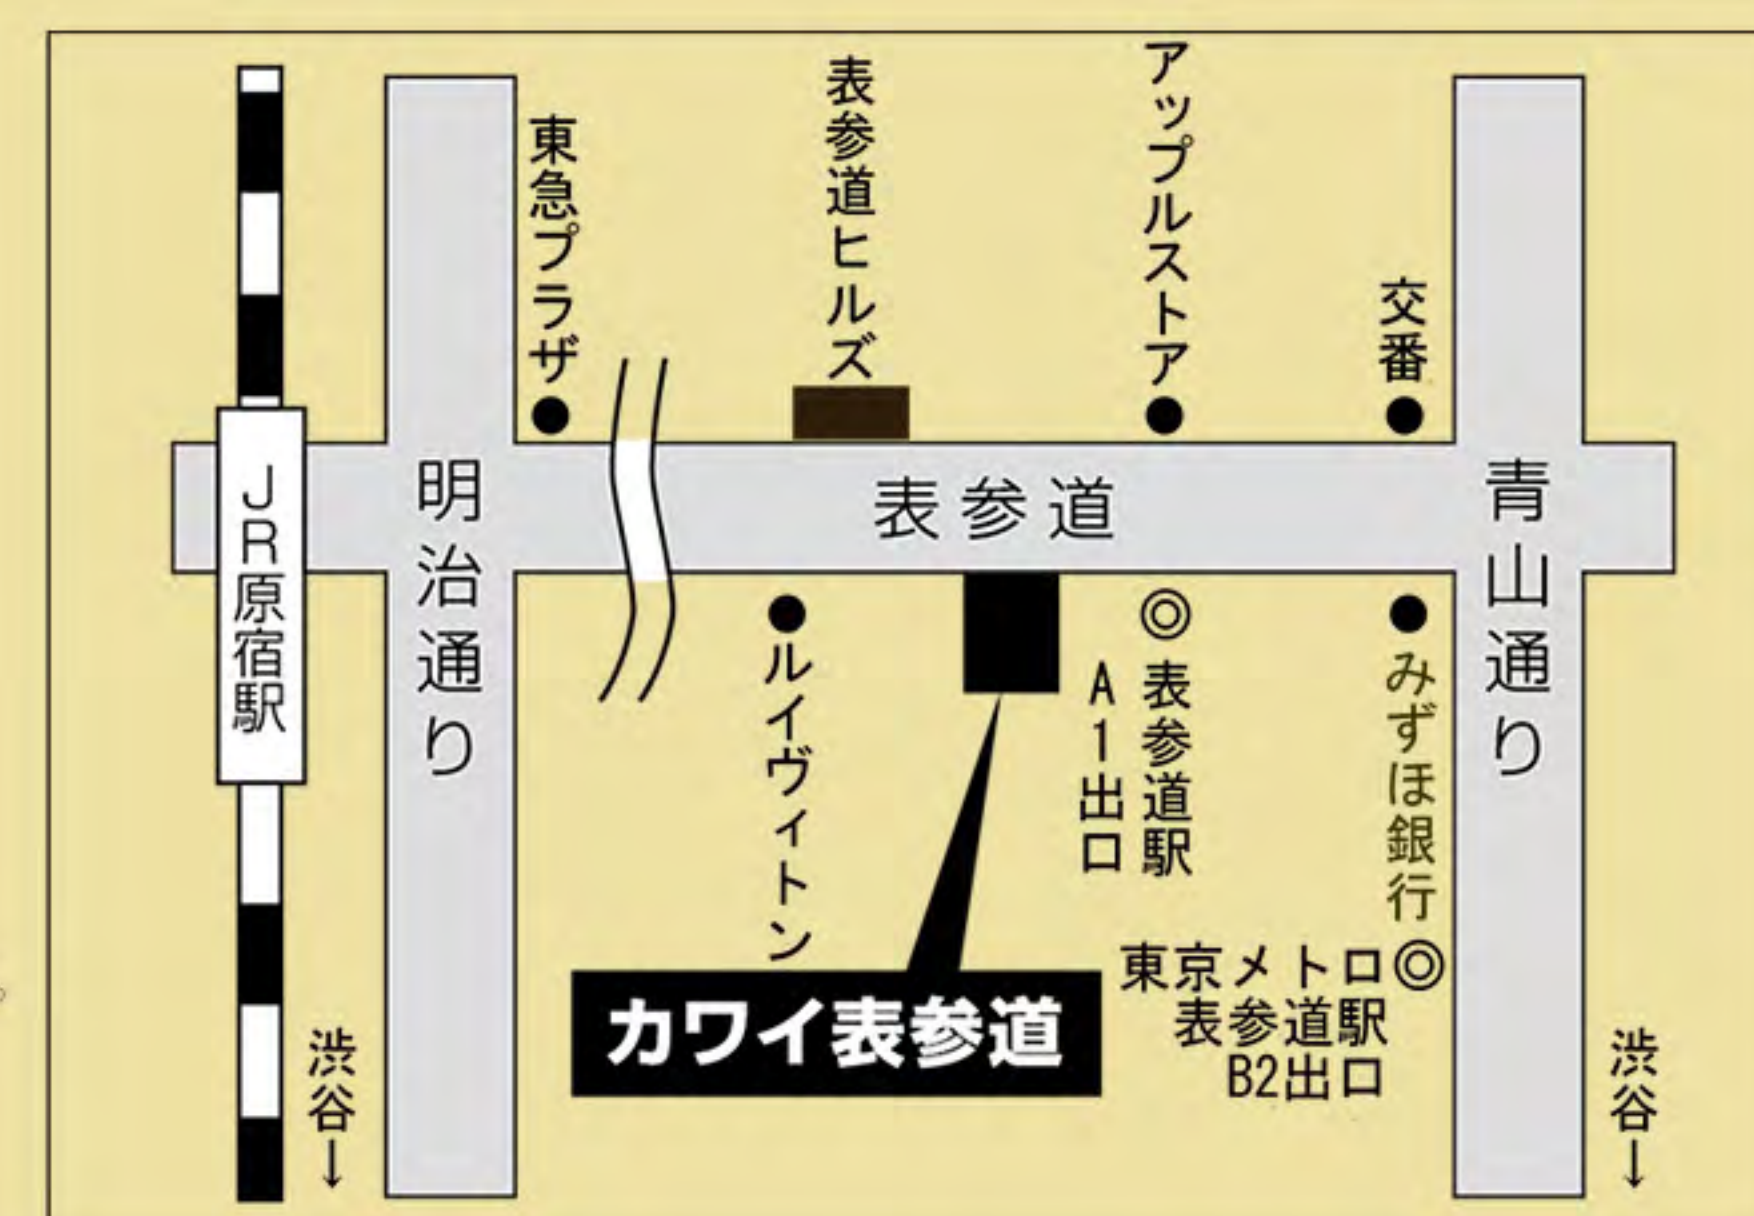 東急プラザ
表参道ヒルズ
アップルストア
交番
JR原宿駅
明治通り
表参道
青山通り
ルイヴィトン
表参道駅
A1出口
みずほ銀行
東京メトロ
表参道駅
B2出口
カワイ表参道
渋谷↓
渋谷↓